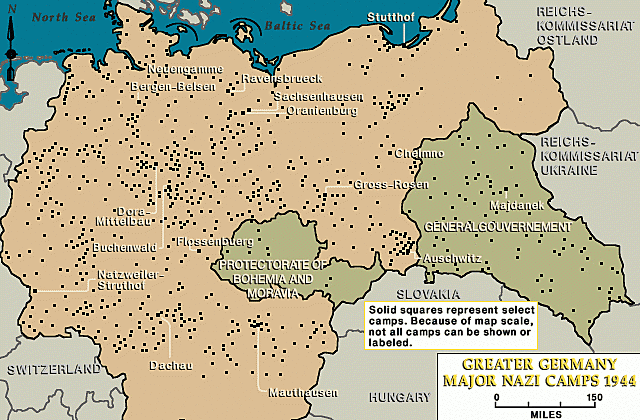 N
North Sea
Baltic Sea
Stutthof
REICHS-
KOMMISSARIAT
OSTLAND
Neuengamme
Bergen-Belsen
Ravensbrueck
Sachsenhausen
Oranienburg
Chelmno
REICHS-
KOMMISSARIAT
UKRAINE
Gross-Rosen
Majdanek
Dora-
Mittelbau
GENERALGOUVERNEMENT
Buchenwald
Flossenbuerg
Auschwitz
PROTECTORATE OF
BOHEMIA AND
MORAVIA
Natzweiler-
Struthof
SLOVAKIA
Solid squares represent select
camps. Because of map scale,
not all camps can be shown or
labeled.
SWITZERLAND
Dachau
Mauthausen
HUNGARY
GREATER GERMANY
MAJOR NAZI CAMPS 1944
0 150
MILES